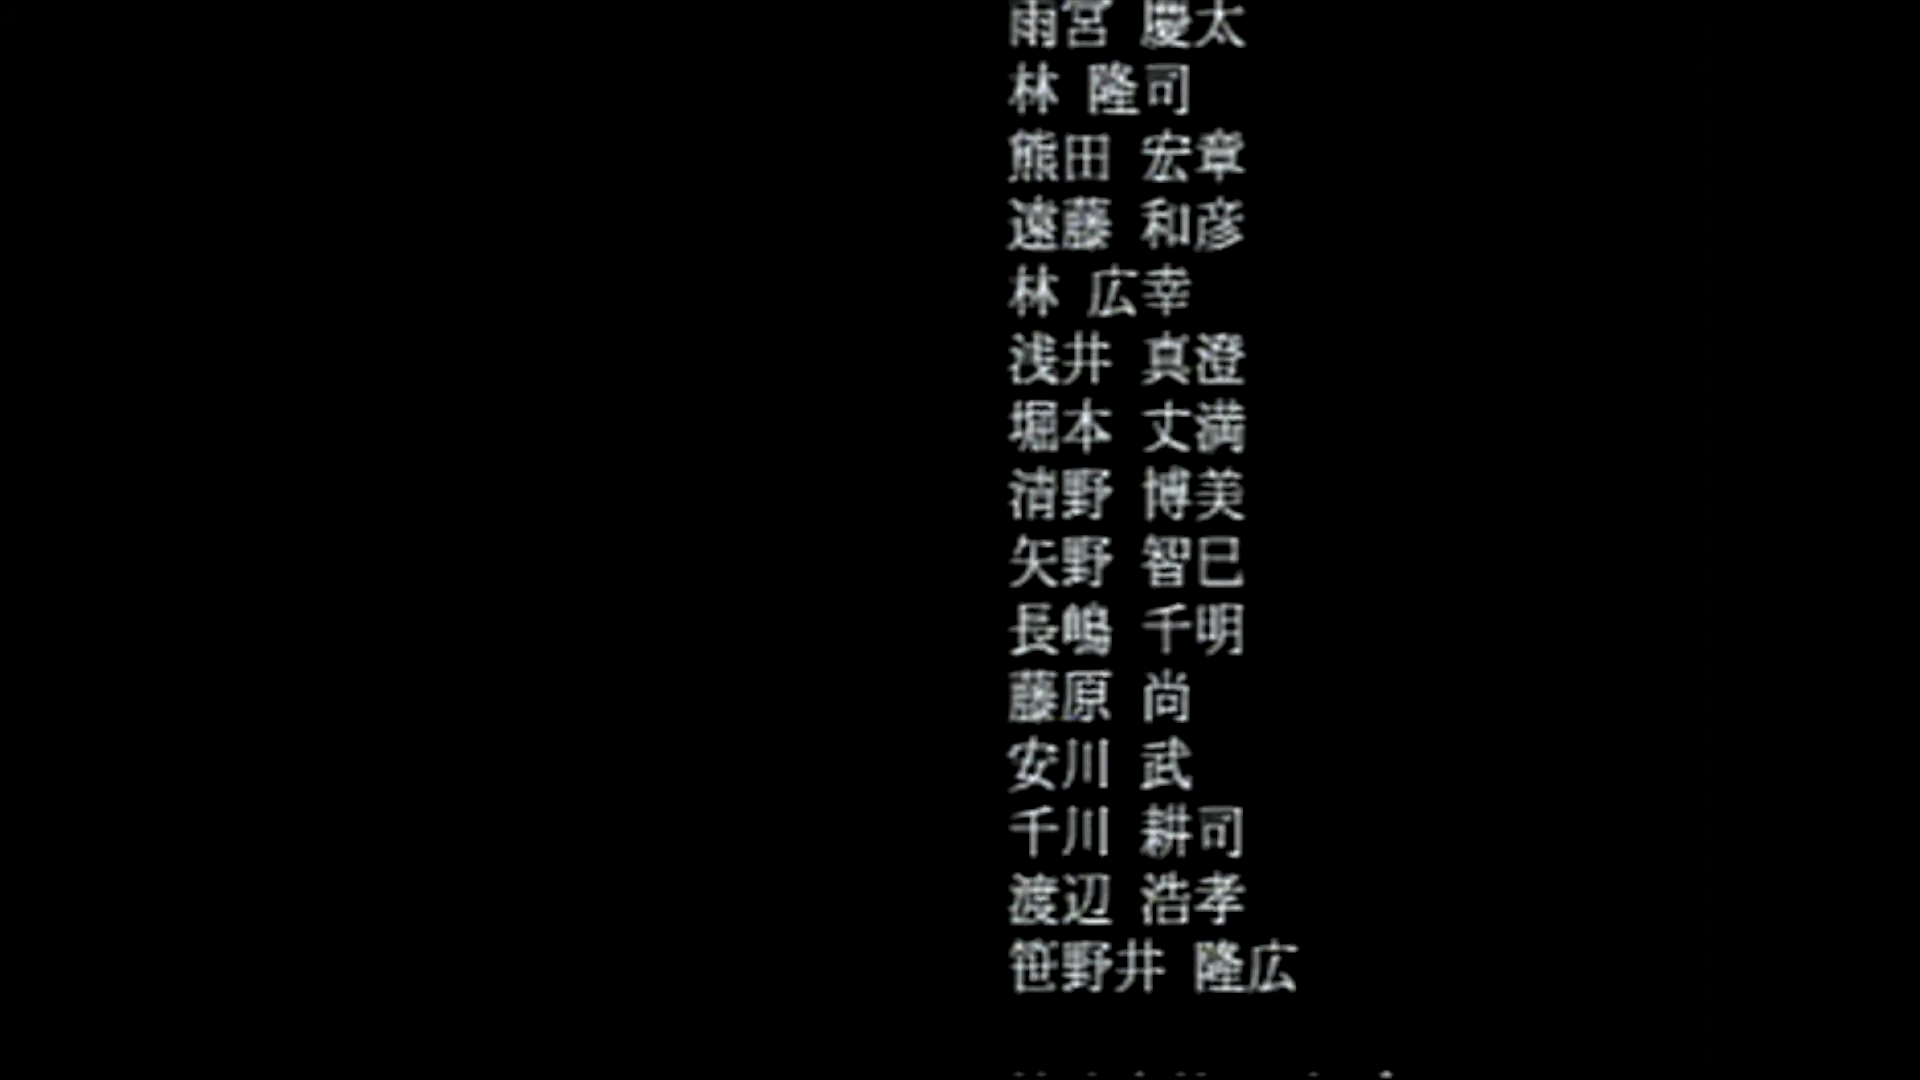 雨宮 慶太
林 隆司
熊田 宏章
遠藤 和彦
林 広幸
浅井 真澄
堀本 丈満
清野 博美
矢野 智巳
長嶋 千明
藤原 尚
安川 武
千川 耕司
渡辺 浩孝
笹野井 隆広